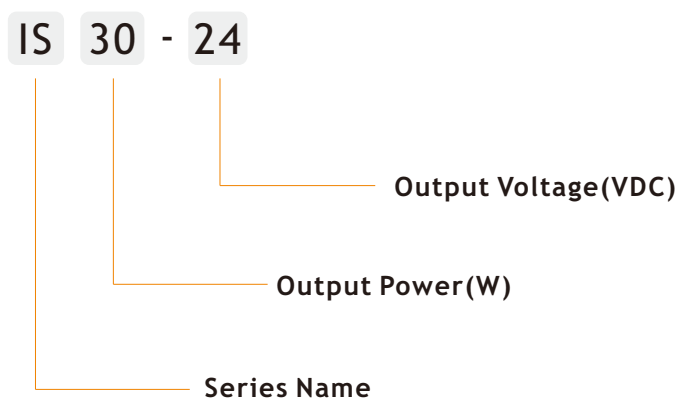 IS 30 - 24
Output Voltage(VDC)
Output Power(W)
Series Name